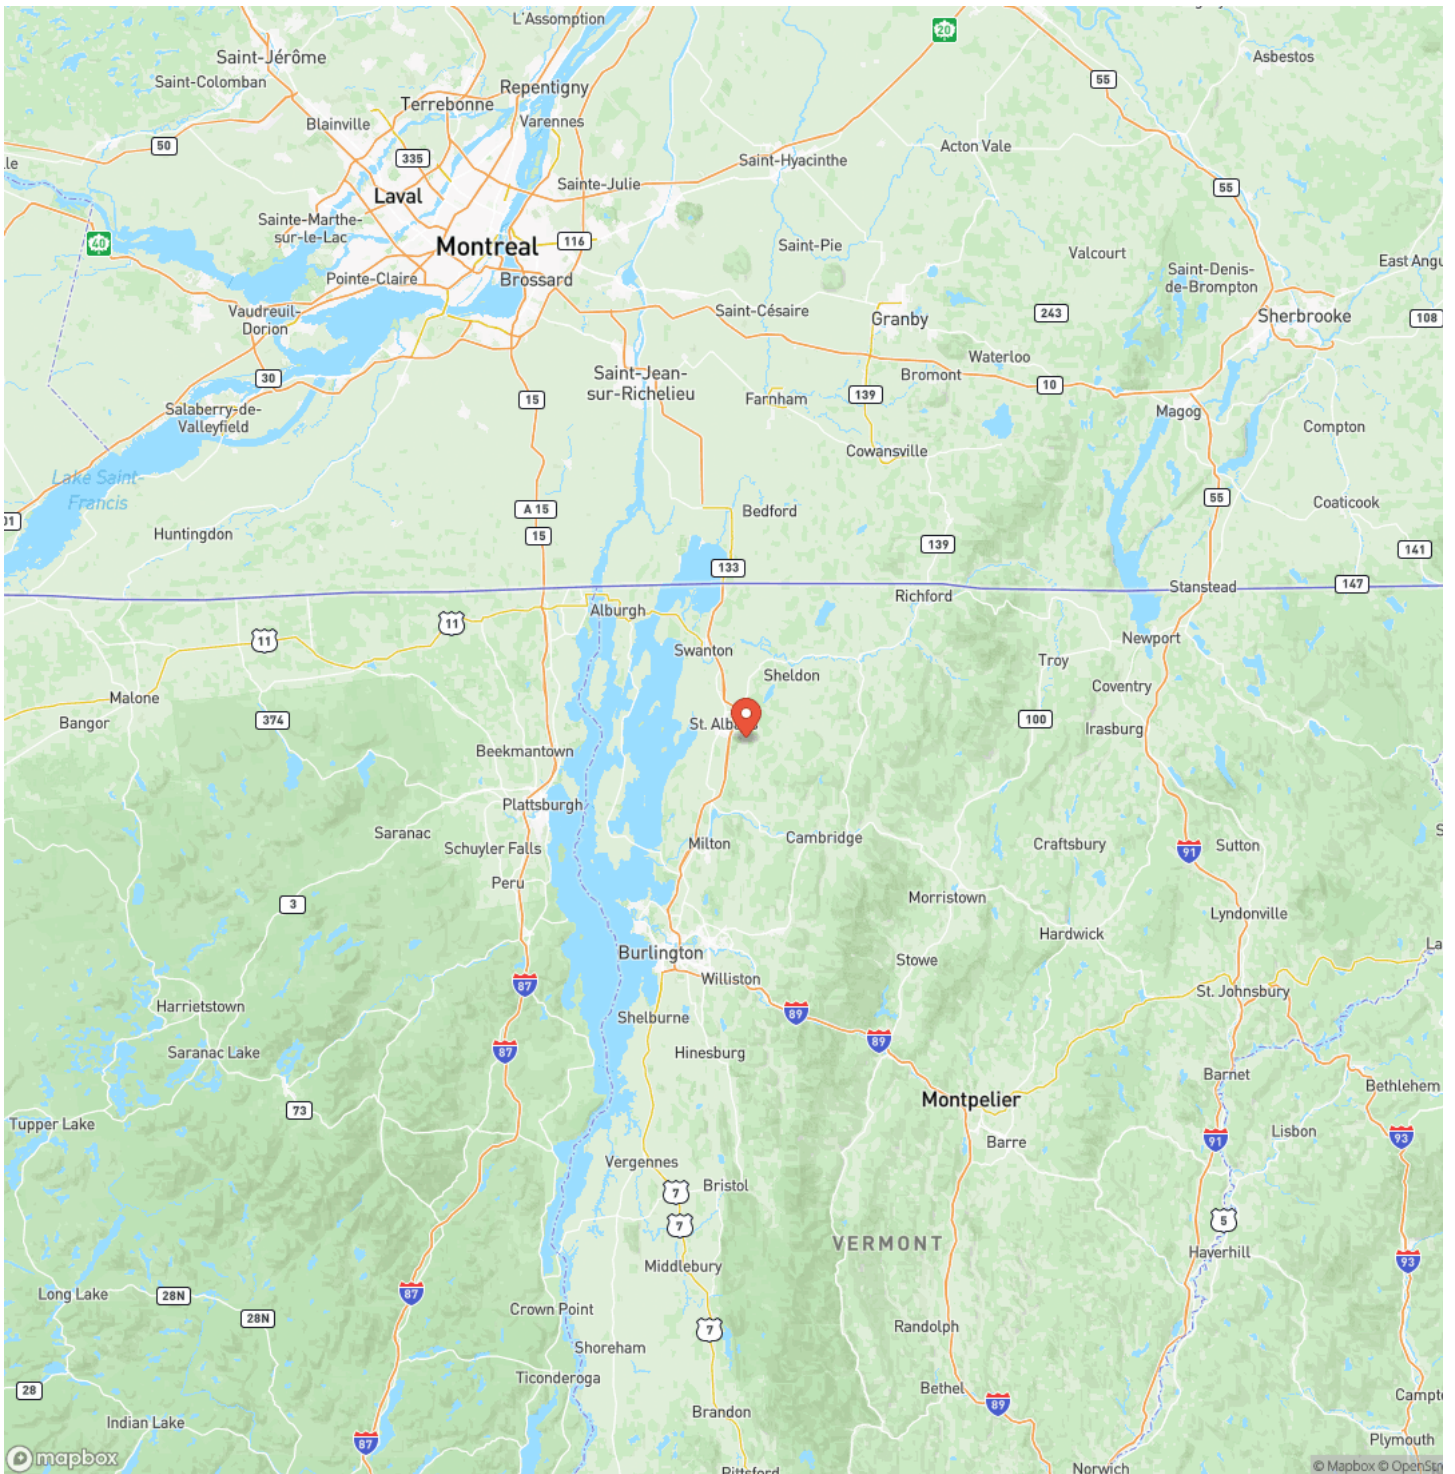 L'Assomption
20
Saint-Jérôme
Asbestos
Saint-Colomban
55
Repentigny
Terrebonne
Blainville
Varennes
50
335
Acton Vale
Saint-Hyacinthe
Sainte-Julie
55
Laval
Sainte-Marthe-
sur-le-Lac
40
Montreal
116
Saint-Pie
Valcourt
East Angu
Saint-Denis-
de-Brompton
Pointe-Claire
Brossard
Vaudreuil-
Dorion
Saint-Césaire
Granby
243
Sherbrooke
108
Waterloo
Saint-Jean-
sur-Richelieu
Bromont
10
30
15
Farnham
139
Salaberry-de-
Valleyfield
Magog
Compton
Cowansville
Lake Saint-
Francis
55
Coaticook
A 15
Bedford
01
Huntingdon
15
139
141
133
Stanstead
147
Richford
Alburgh
11
11
Swanton
Newport
Troy
Sheldon
Coventry
Malone
Bangor
374
St. Alb
100
Irasburg
Beekmantown
Plattsburgh
Saranac
Schuyler Falls
Milton
Cambridge
Craftsbury
91
Sutton
Peru
3
Morristown
Lyndonville
Hardwick
Burlington
Stowe
La
87
Williston
St. Johnsbury
Harrietstown
Shelburne
89
89
Saranac Lake
87
Hinesburg
Barnet
Bethlehem
73
Montpelier
Tupper Lake
Barre
91
Lisbon
93
Vergennes
Bristol
7
7
5
VERMONT
Haverhill
Middlebury
93
Long Lake
28N
87
28N
Crown Point
7
Randolph
Shoreham
Ticonderoga
28
Bethel
89
Campt
Brandon
Indian Lake
87
Plymouth
mapbox
Pittsford
Norwich
© Mapbox © OpenStr